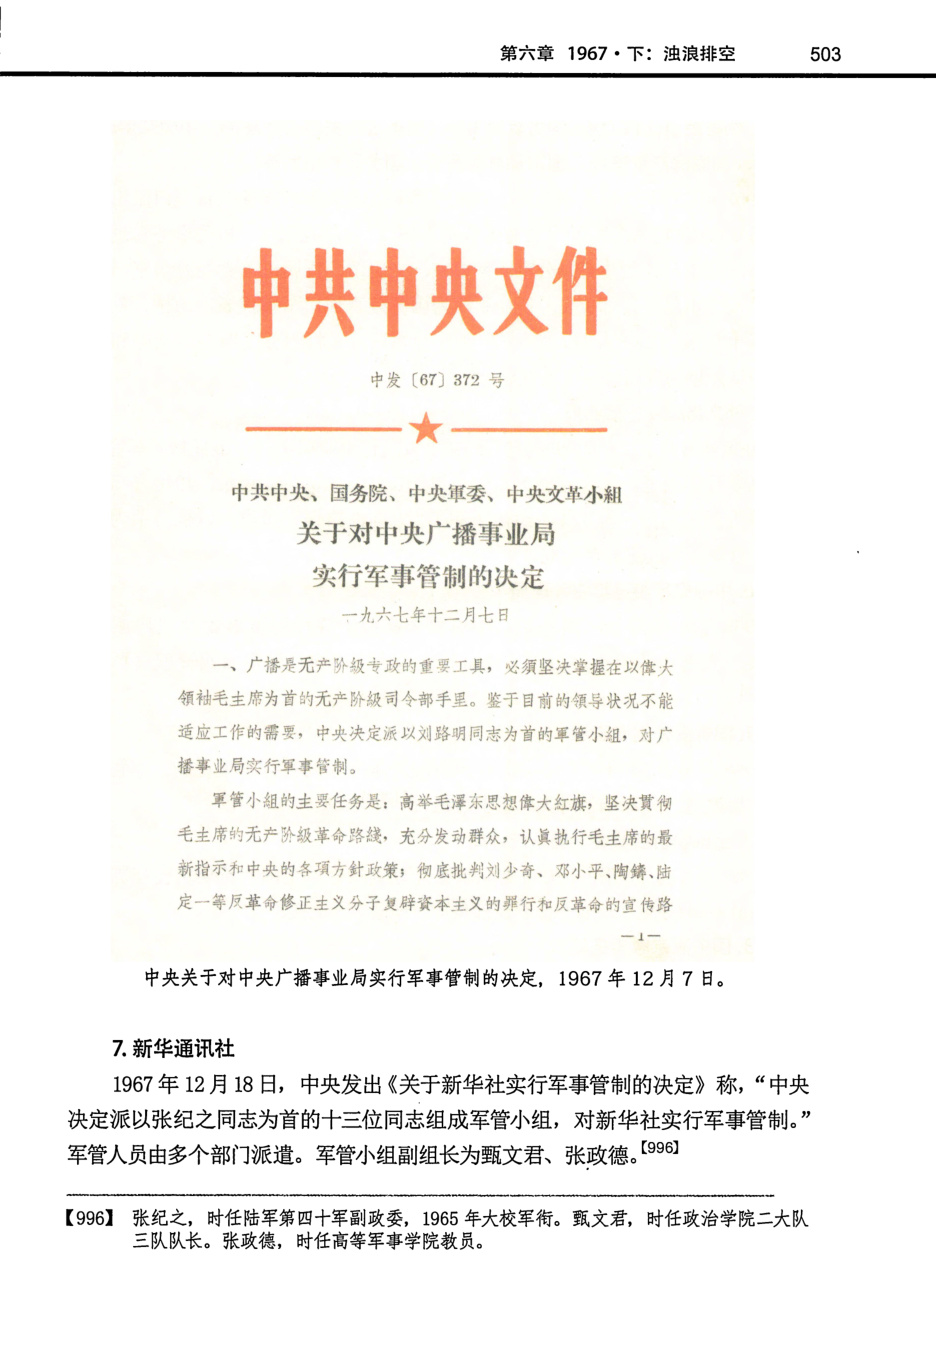 第六章 1967·下：浊浪排空 503
中共中央文件
中发〔67〕372 号
中共中央、国务院、中央軍委、中央文革小組
关于对中央广播事业局
实行军事管制的决定
一九六七年十二月七日
一、广播是无产阶級专政的重要工具，必須坚决掌握在以偉大
領袖毛主席为首的无产阶級司令部手里。鉴于目前的領导状况不能
适应工作的需要，中央决定派以刘路明同志为首的軍管小組，对广
播事业局实行軍事管制。
軍管小組的主要任务是：高举毛澤东思想偉大紅旗，坚决貫彻
毛主席的无产阶級革命路綫，充分发动群众，认眞执行毛主席的最
新指示和中央的各項方針政策；彻底批判刘少奇、邓小平、陶鑄、陆
定一等反革命修正主义分子复辟資本主义的罪行和反革命的宣传路
—1—
中央关于对中央广播事业局实行军事管制的决定，1967 年 12 月 7 日。
7. 新华通讯社
1967 年 12 月 18 日，中央发出《关于新华社实行军事管制的决定》称，“中央
决定派以张纪之同志为首的十三位同志组成军管小组，对新华社实行军事管制。”
军管人员由多个部门派遣。军管小组副组长为甄文君、张政德。【996】
【996】 张纪之，时任陆军第四十军副政委，1965 年大校军衔。甄文君，时任政治学院二大队
三队队长。张政德，时任高等军事学院教员。